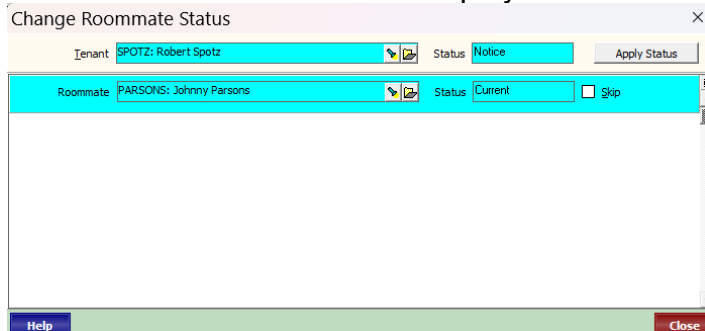 Change Roommate Status
Tenant SPOTZ: Robert Spotz Status Notice Apply Status
Roommate PARSONS: Johnny Parsons Status Current Skip
Help Close